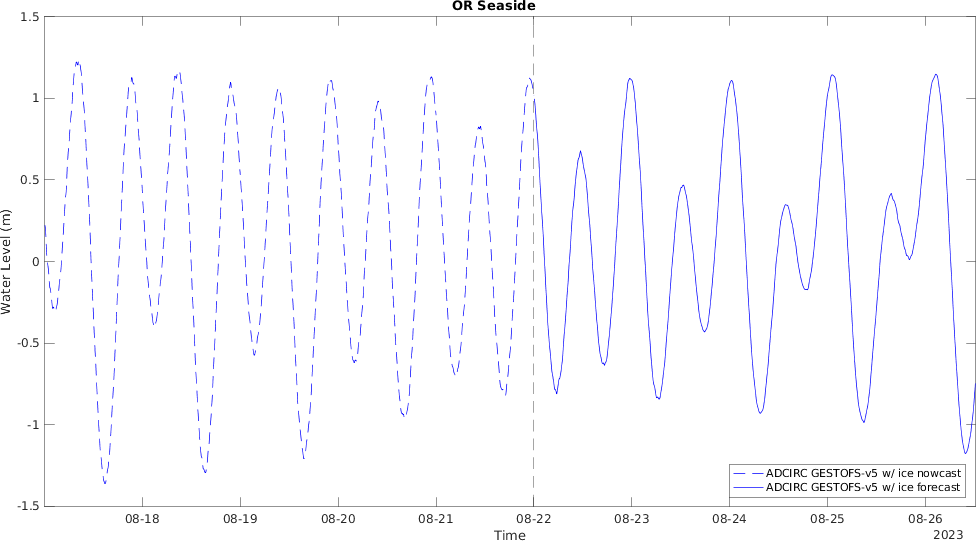 OR Seaside
1.5
1
0.5
0
-0.5
-1
-1.5
Water Level (m)
08-18 08-19 08-20 08-21 08-22 08-23 08-24 08-25 08-26
Time
2023
ADCIRC GESTOFS-v5 w/ ice nowcast
ADCIRC GESTOFS-v5 w/ ice forecast